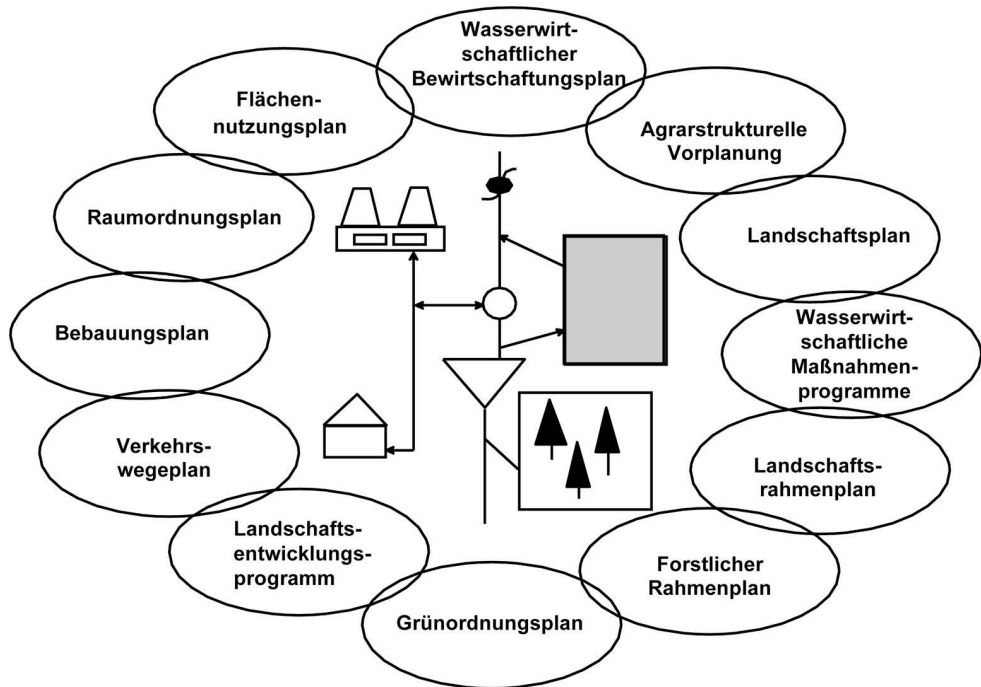 Wasserwirt-
schaftlicher
Bewirtschaftungsplan
Flächen-
nutzungsplan
Agrarstrukturelle
Vorplanung
Raumordnungsplan
Landschaftsplan
Bebauungsplan
Wasserwirt-
schaftliche
Maßnahmen-
programme
Verkehrs-
wegeplan
Landschafts-
rahmenplan
Landschafts-
entwicklungs-
programm
Forstlicher
Rahmenplan
Grünordnungsplan